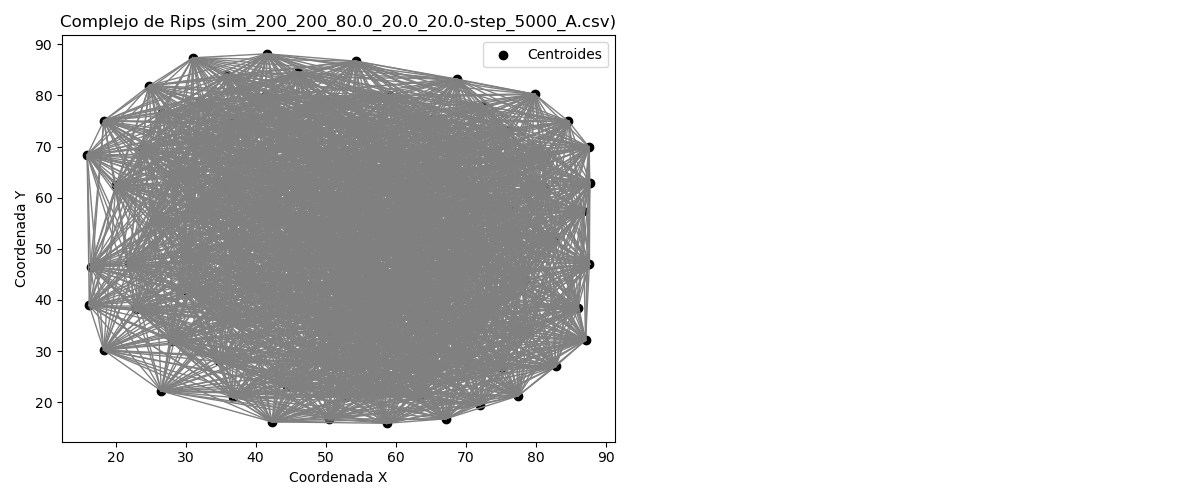 Complejo de Rips (sim_200_200_80.0_20.0_20.0-step_5000_A.csv)
Centroides
90
80
70
60
50
40
30
20
Coordenada Y
20 30 40 50 60 70 80 90
Coordenada X